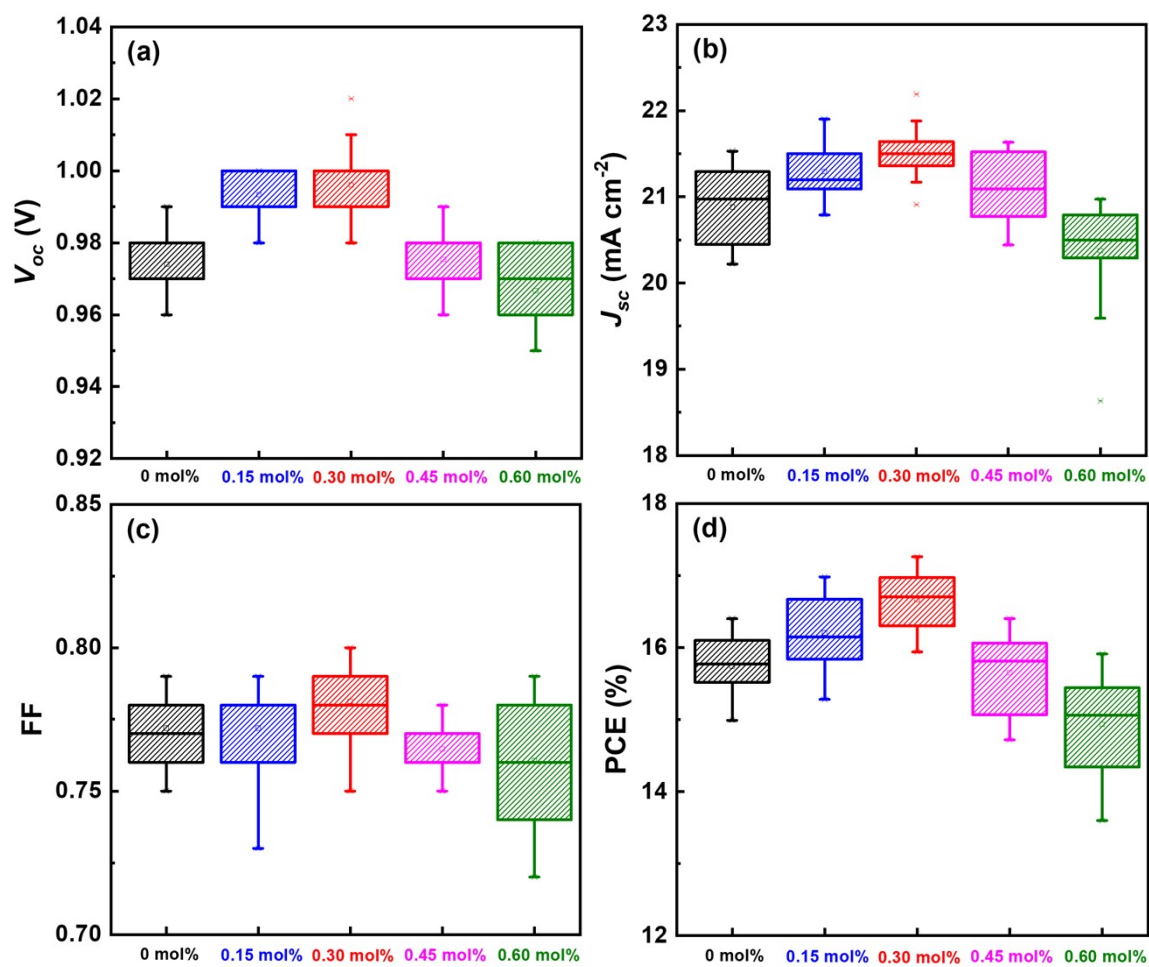 (a)
1.04
1.02
1.00
0.98
0.96
0.94
0.92
Voc (V)
0 mol% 0.15 mol% 0.30 mol% 0.45 mol% 0.60 mol%
(b)
23
22
21
20
19
18
Jsc (mA cm-2)
0 mol% 0.15 mol% 0.30 mol% 0.45 mol% 0.60 mol%
(c)
0.85
0.80
0.75
0.70
FF
0 mol% 0.15 mol% 0.30 mol% 0.45 mol% 0.60 mol%
(d)
18
16
14
12
PCE (%)
0 mol% 0.15 mol% 0.30 mol% 0.45 mol% 0.60 mol%